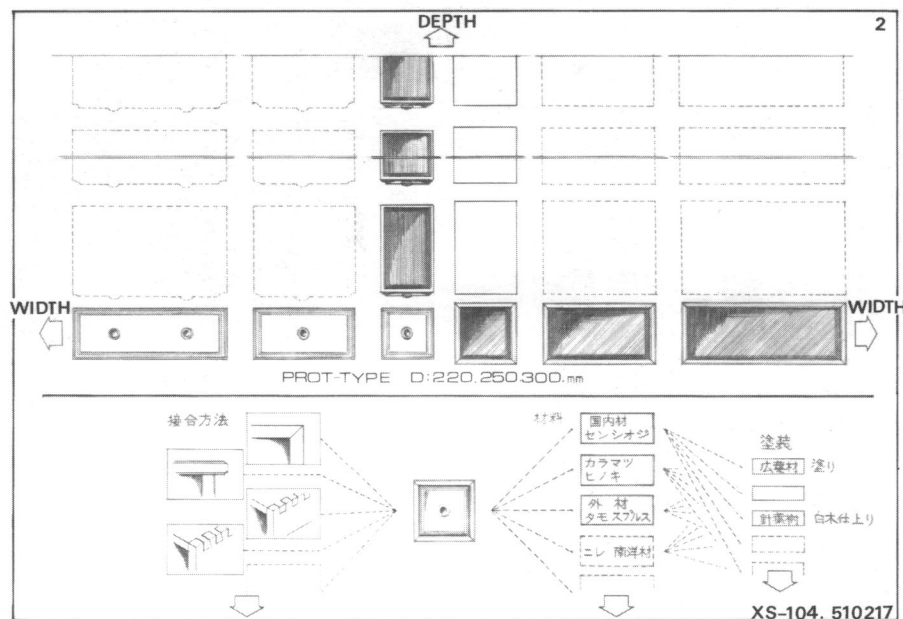 DEPTH
2
WIDTH
WIDTH
PROT-TYPE D:220.250.300.mm
接合方法
材料
国内材
センシオジ
カラマツ
ヒノキ
外材
タモスプルス
ニレ 南洋材
塗装
広葉材 塗り
針葉樹 白木仕上り
XS-104. 510217